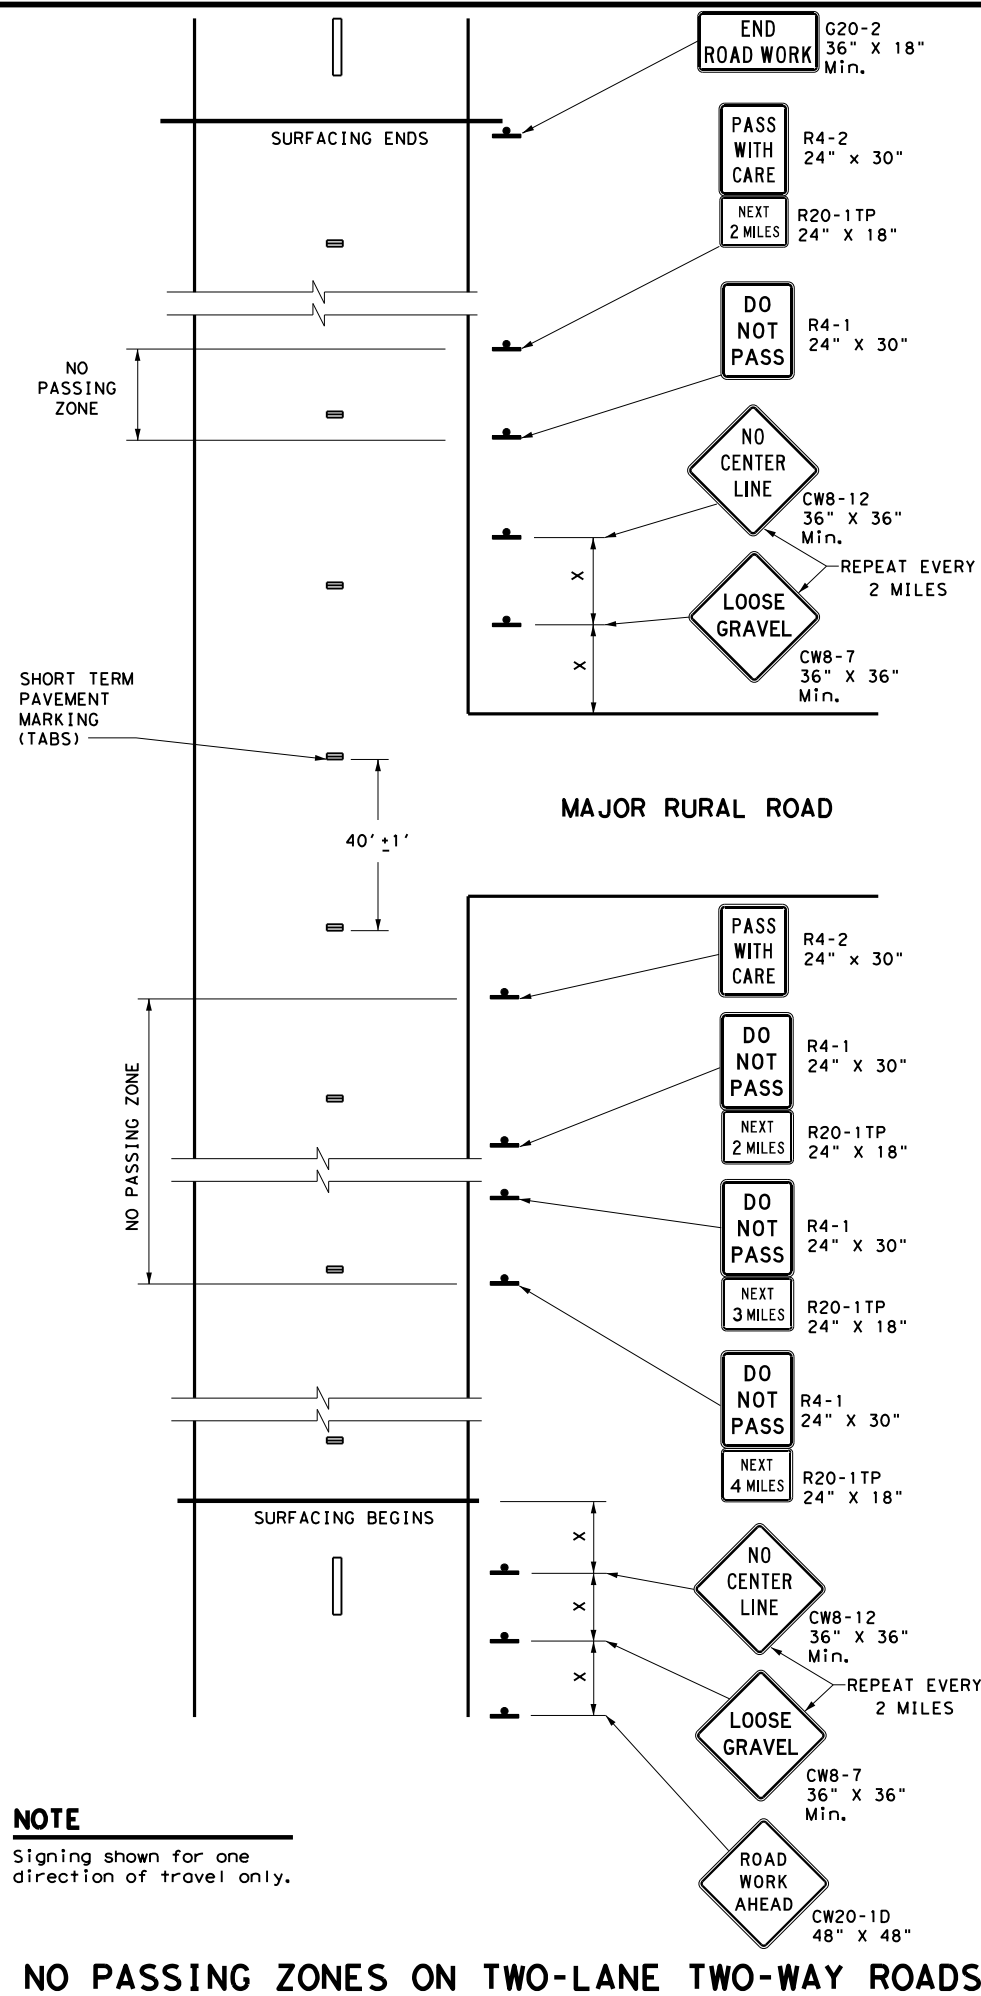 END
ROAD WORK
G20-2
36" X 18"
Min.
SURFACING ENDS
PASS
WITH
CARE
R4-2
24" x 30"
NEXT
2 MILES
R20-1TP
24" X 18"
DO
NOT
PASS
R4-1
24" X 30"
NO
PASSING
ZONE
NO
CENTER
LINE
CW8-12
36" X 36"
Min.
X
REPEAT EVERY
2 MILES
LOOSE
GRAVEL
X
CW8-7
36" X 36"
Min.
SHORT TERM
PAVEMENT
MARKING
(TABS)
MAJOR RURAL ROAD
40' ±1'
PASS
WITH
CARE
R4-2
24" x 30"
NO PASSING ZONE
DO
NOT
PASS
R4-1
24" X 30"
NEXT
2 MILES
R20-1TP
24" X 18"
DO
NOT
PASS
R4-1
24" X 30"
NEXT
3 MILES
R20-1TP
24" X 18"
DO
NOT
PASS
R4-1
24" X 30"
NEXT
4 MILES
R20-1TP
24" X 18"
SURFACING BEGINS
X
NO
CENTER
LINE
X
CW8-12
36" X 36"
Min.
X
REPEAT EVERY
2 MILES
LOOSE
GRAVEL
CW8-7
36" X 36"
Min.
NOTE
Signing shown for one
direction of travel only.
ROAD
WORK
AHEAD
CW20-1D
48" X 48"
NO PASSING ZONES ON TWO-LANE TWO-WAY ROADS